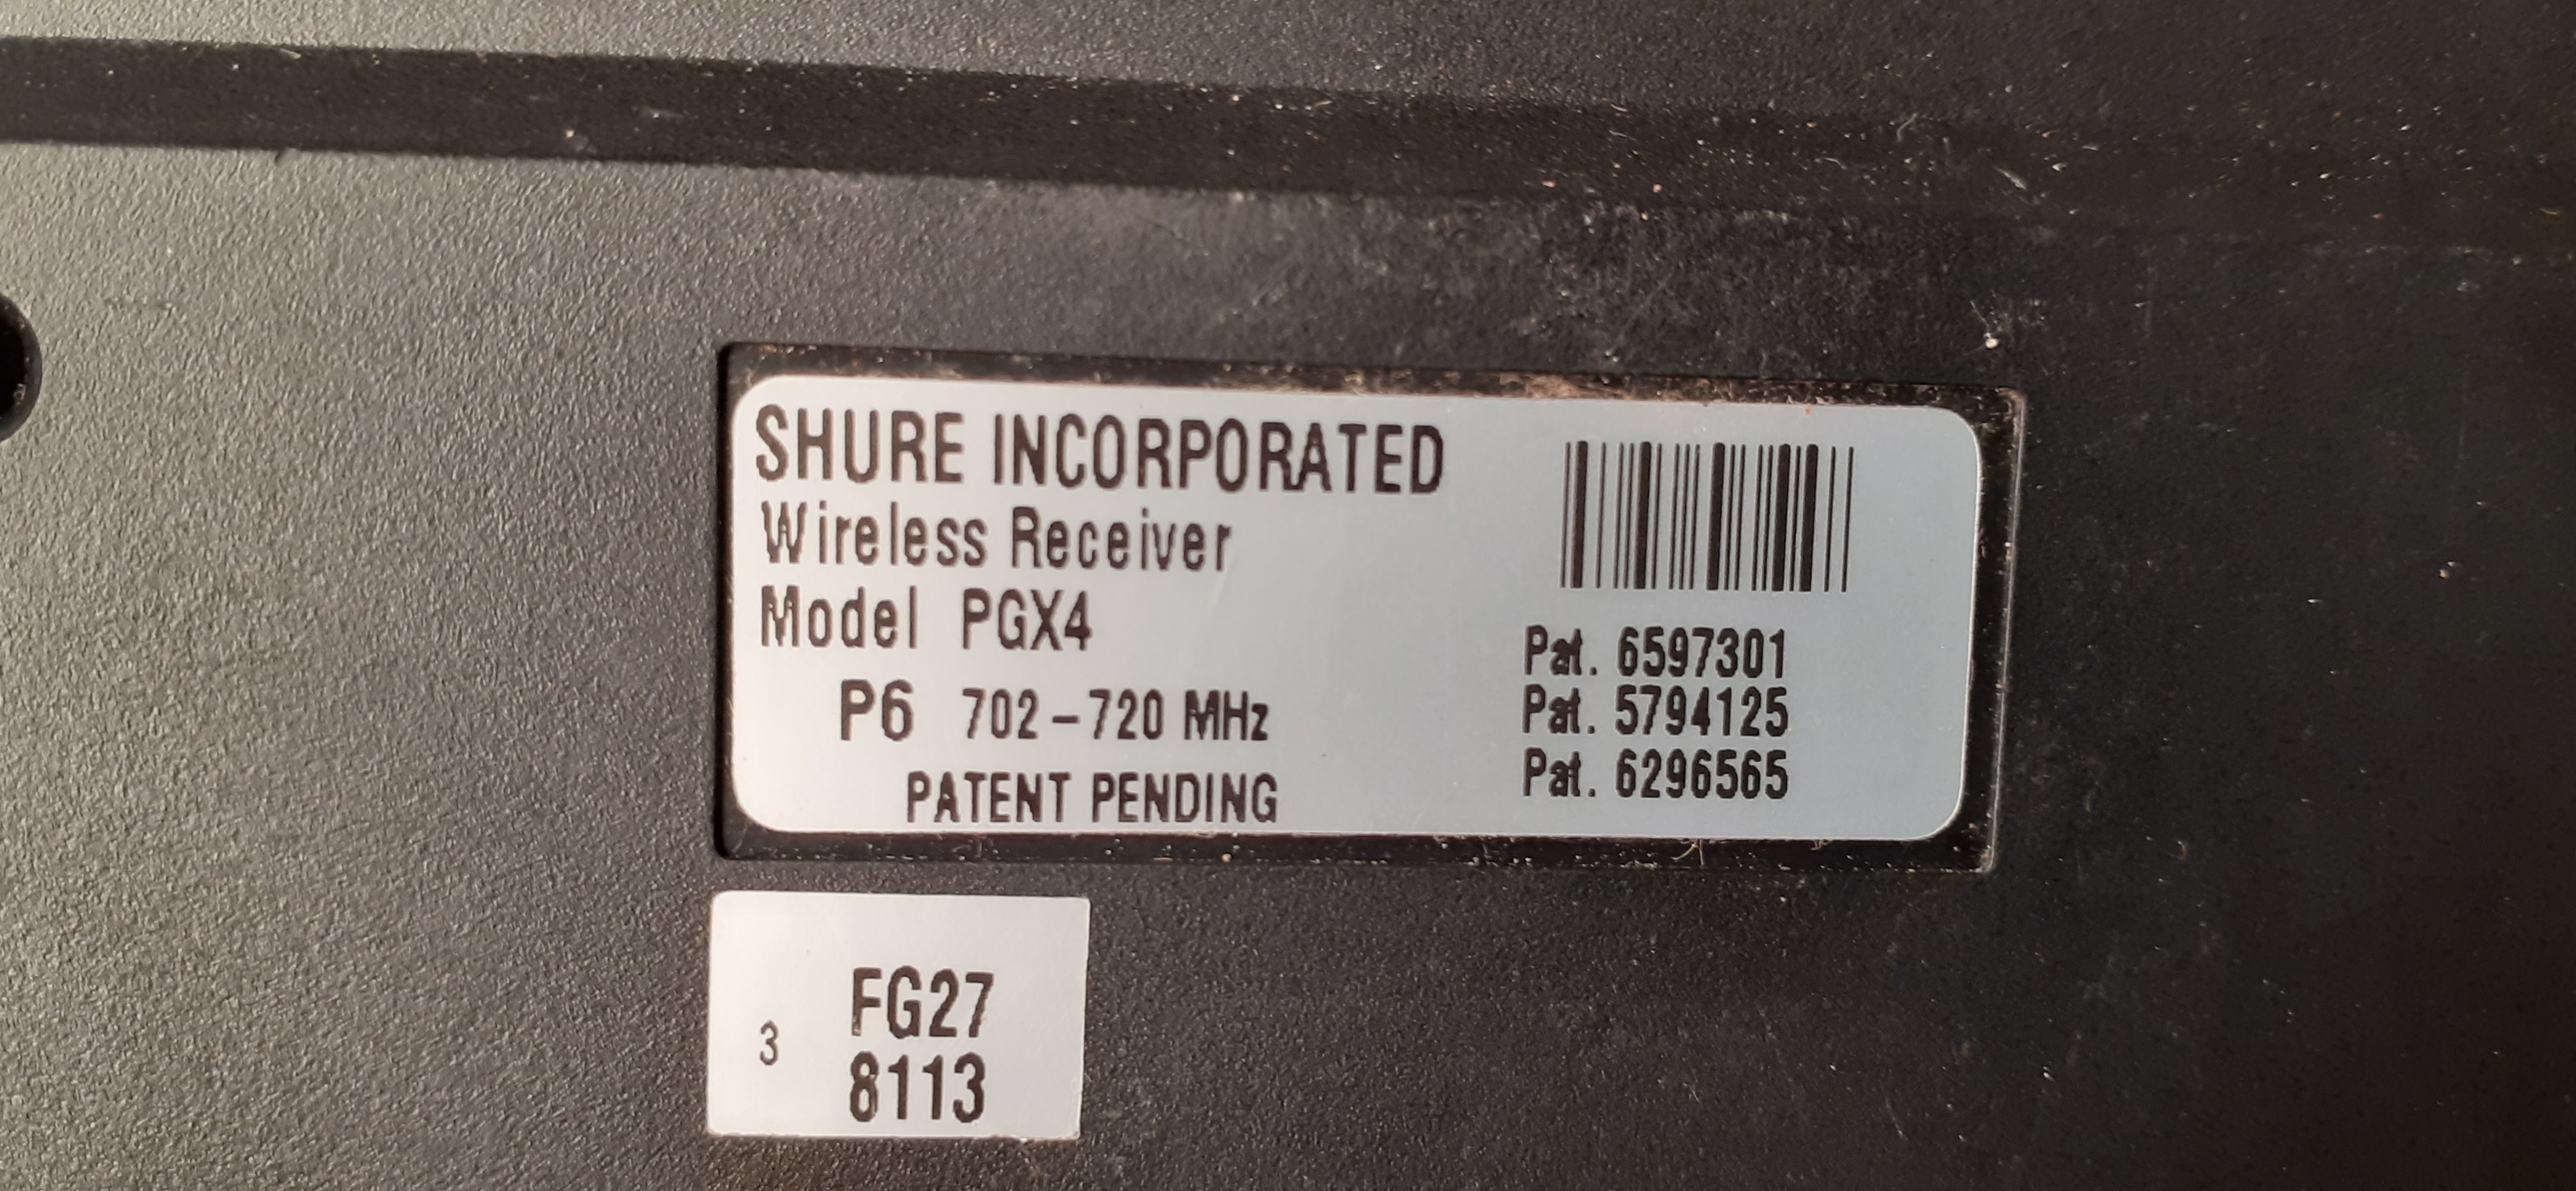 SHURE INCORPORATED
Wireless Receiver
Model PGX4
P6 702-720 MHz
PATENT PENDING
Pat. 6597301
Pat. 5794125
Pat. 6296565
3
FG27
8113